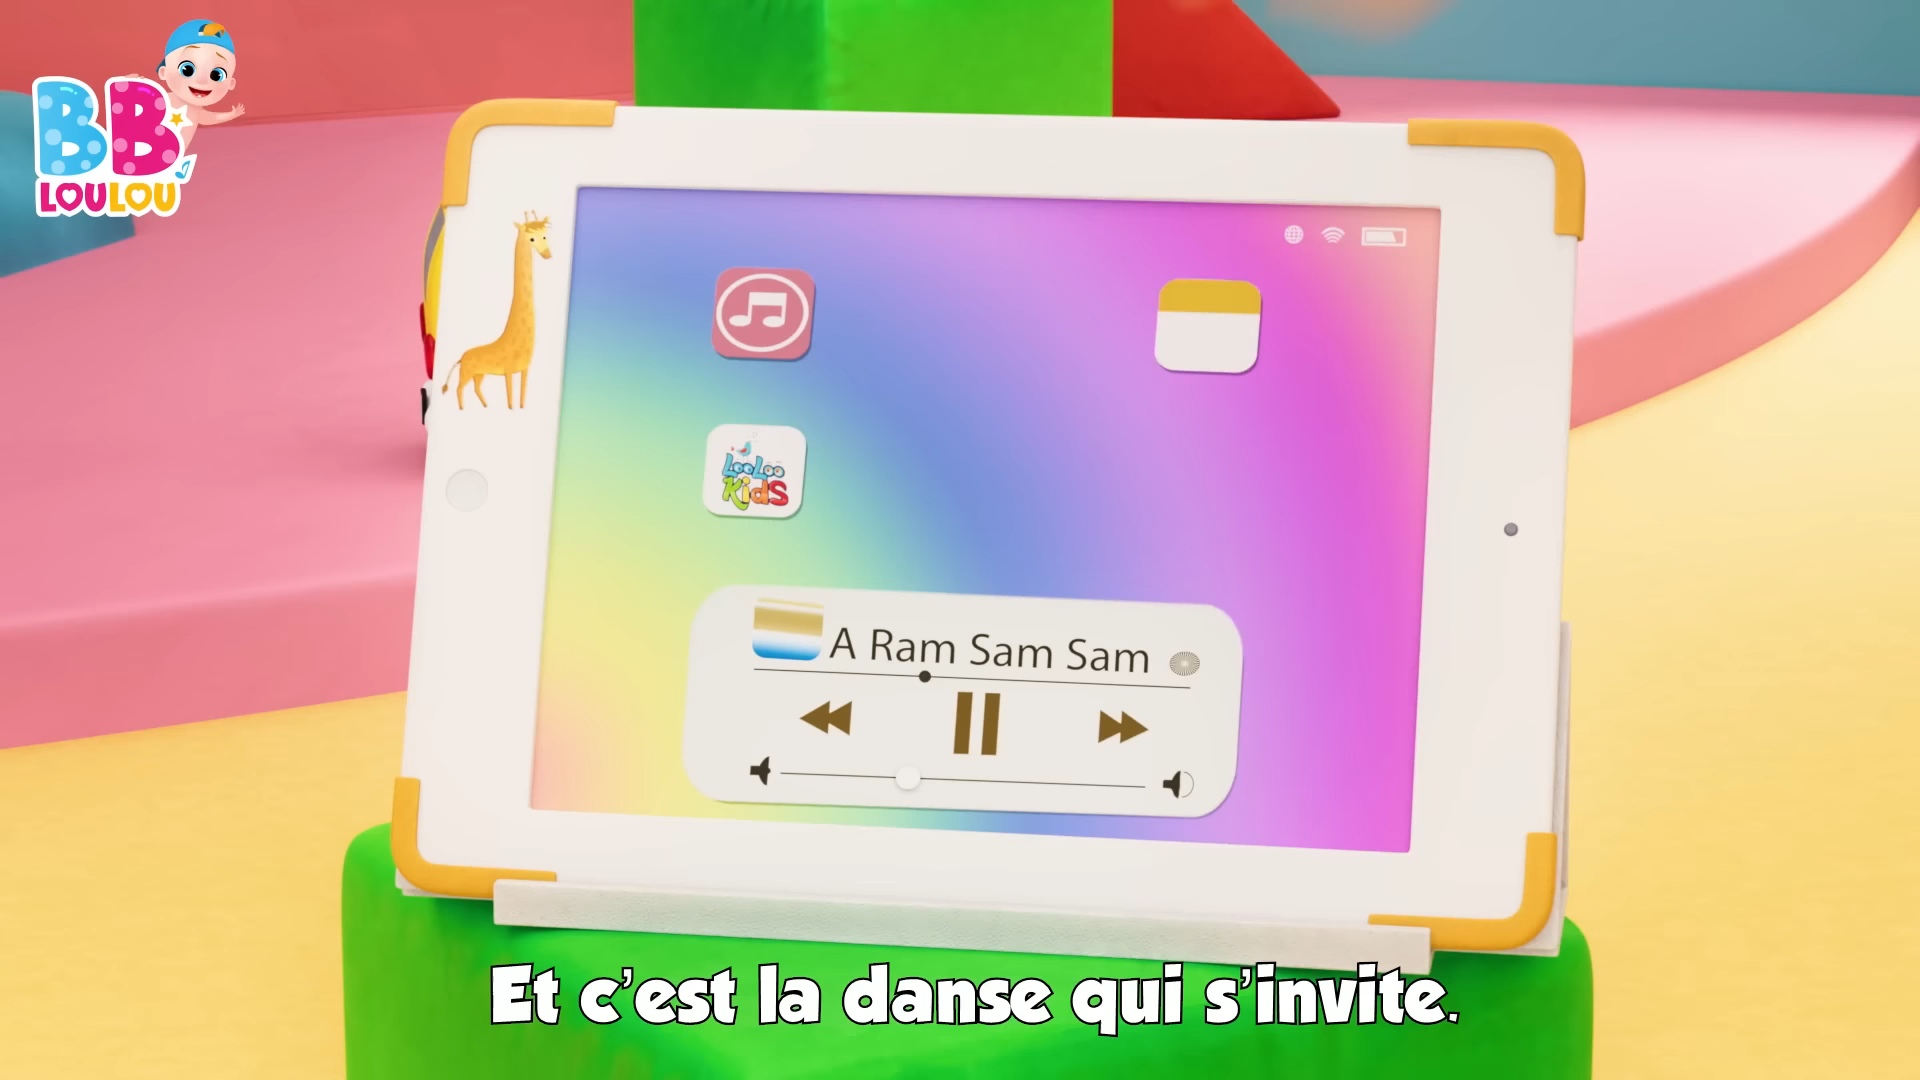 BB
LOULOU
LooLoo
Kids
A Ram Sam Sam
Et c'est la danse qui s'invite.